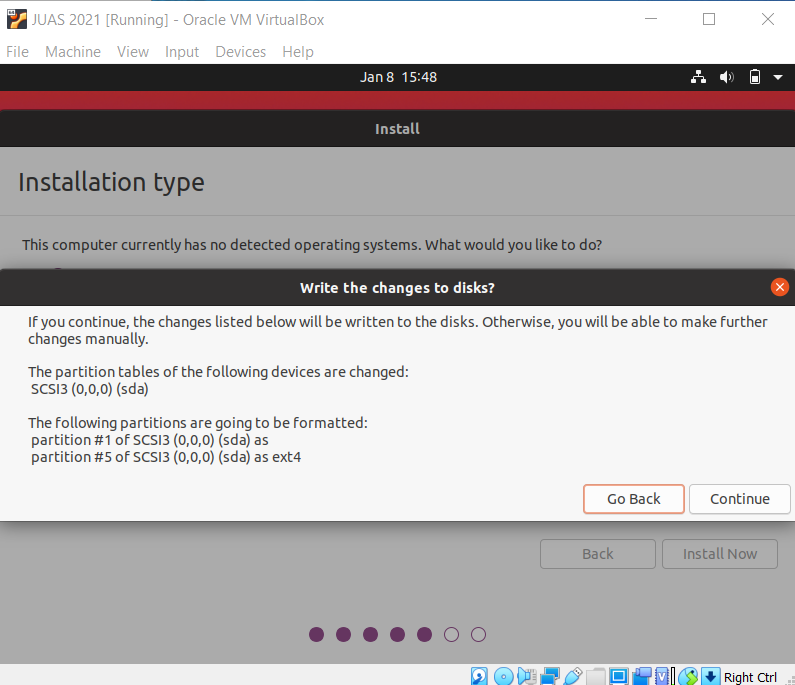 JUAS 2021 [Running] - Oracle VM VirtualBox
File Machine View Input Devices Help
Jan 8 15:48
Install
Installation type
This computer currently has no detected operating systems. What would you like to do?
Write the changes to disks?
If you continue, the changes listed below will be written to the disks. Otherwise, you will be able to make further
changes manually.
The partition tables of the following devices are changed:
SCSI3 (0,0,0) (sda)
The following partitions are going to be formatted:
partition #1 of SCSI3 (0,0,0) (sda) as
partition #5 of SCSI3 (0,0,0) (sda) as ext4
Go Back Continue
Back Install Now
Right Ctrl